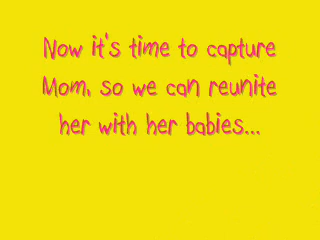 Now it's time to capture
Mom, so we can reunite
her with her babies...